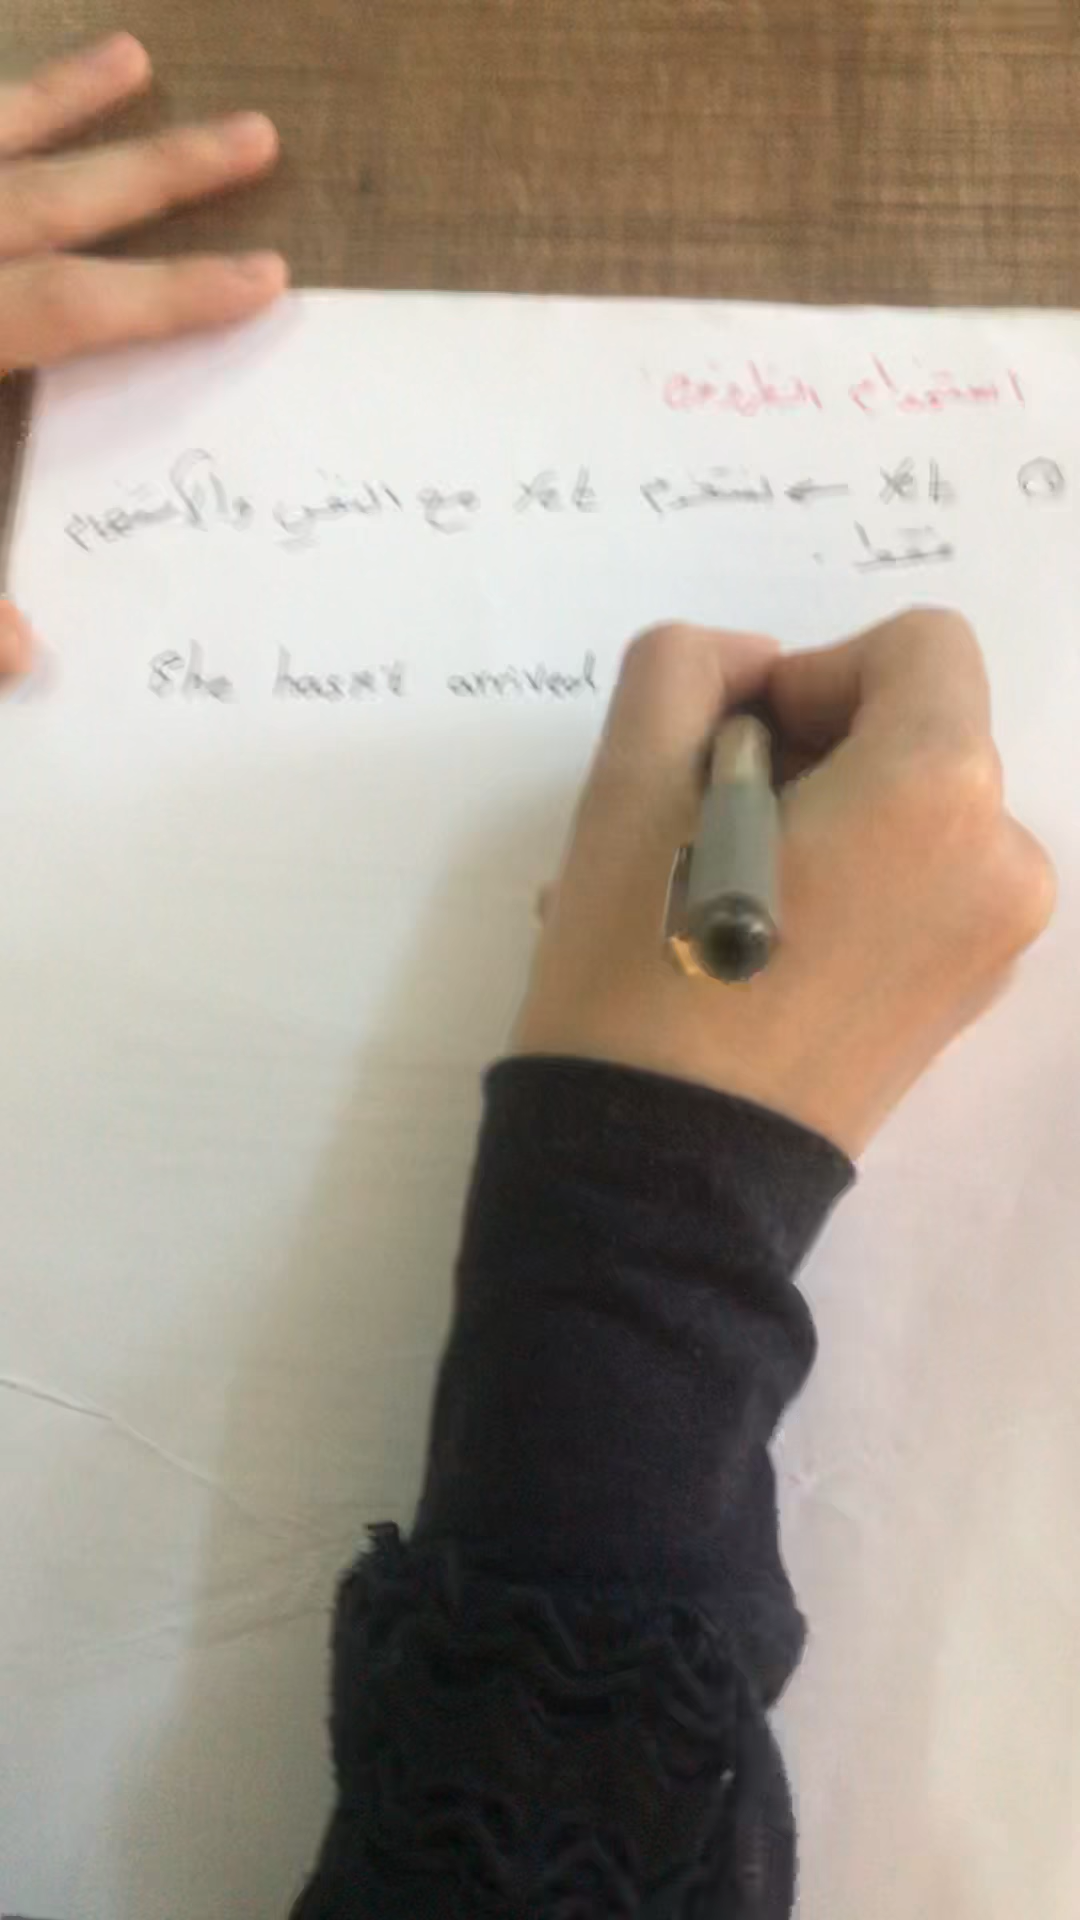 استخدام الظروف:
① yet ← نستخدم yet مع النفي والاستفهام
فقط.
She hasn't arrived